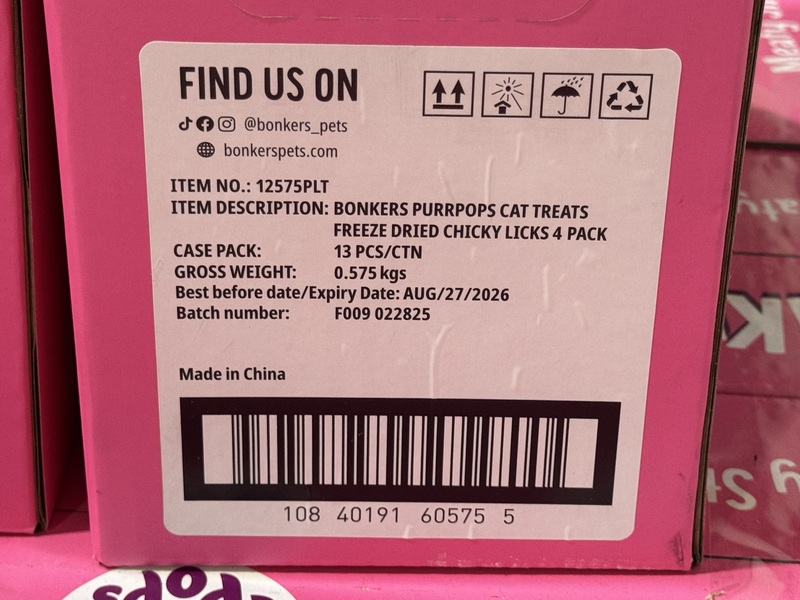 FIND US ON
@bonkers_pets
bonkerspets.com
ITEM NO.: 12575PLT
ITEM DESCRIPTION: BONKERS PURRPOPS CAT TREATS
FREEZE DRIED CHICKY LICKS 4 PACK
CASE PACK: 13 PCS/CTN
GROSS WEIGHT: 0.575 kgs
Best before date/Expiry Date: AUG/27/2026
Batch number: F009 022825
Made in China
108 40191 60575 5